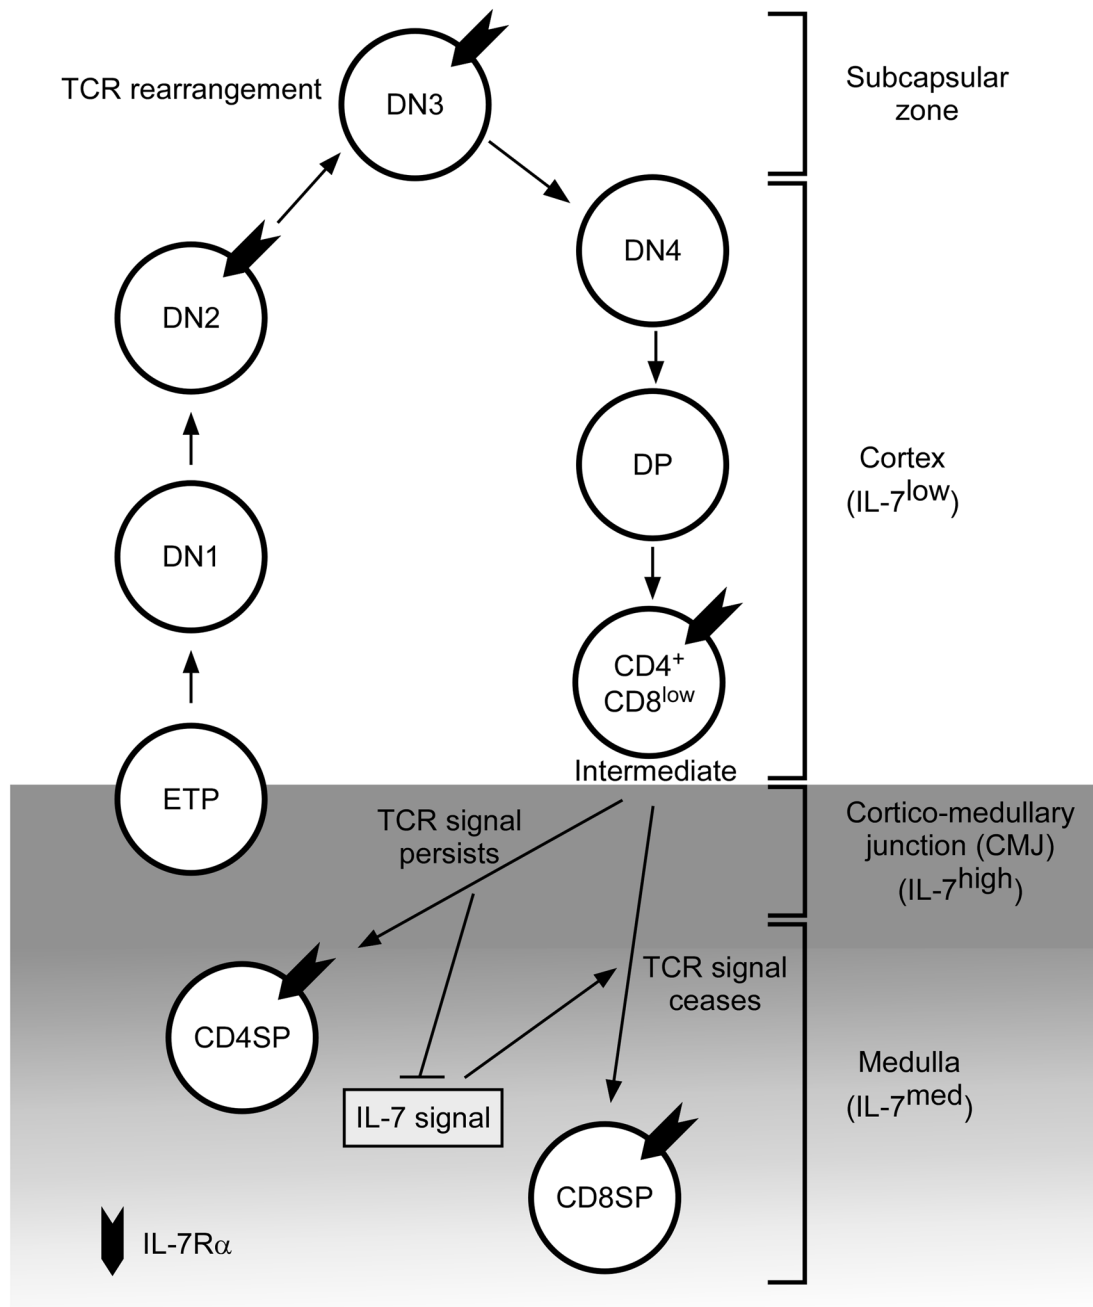 TCR rearrangement
DN3
Subcapsular
zone
DN2
DN4
DN1
DP
Cortex
(IL-7low)
CD4+
CD8low
Intermediate
ETP
TCR signal
persists
Cortico-medullary
junction (CMJ)
(IL-7high)
TCR signal
ceases
CD4SP
IL-7 signal
Medulla
(IL-7med)
CD8SP
IL-7Rα